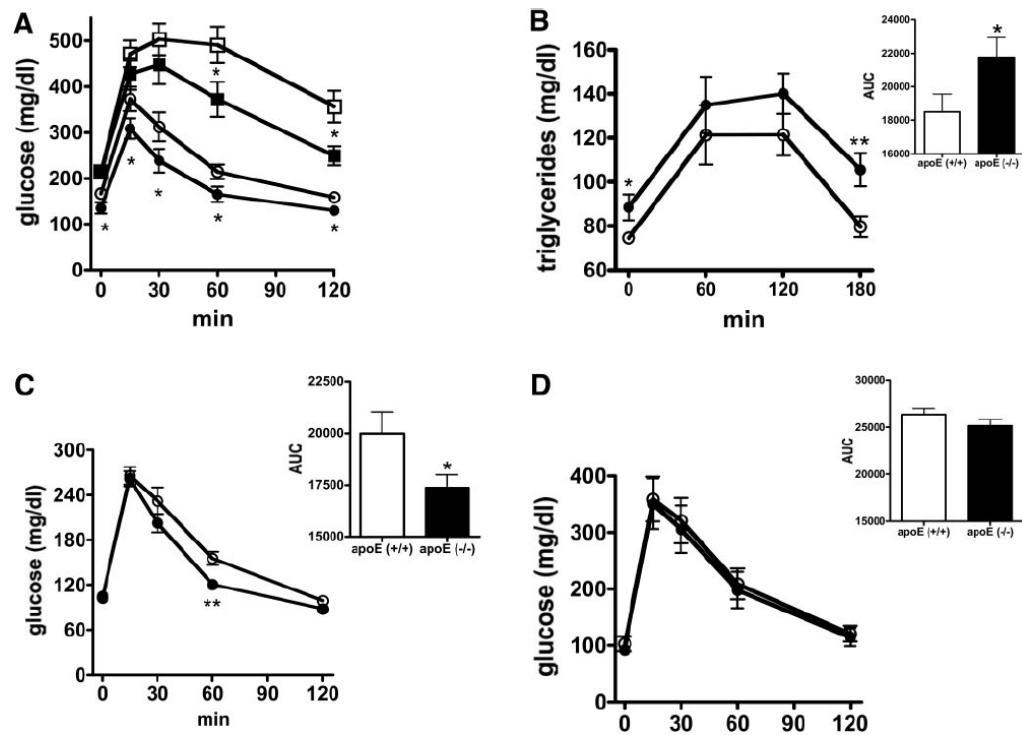 A
glucose (mg/dl)
500
400
300
200
100
0
*
*
*
*
*
*
*
0 30 60 90 120
min
B
triglycerides (mg/dl)
160
140
120
100
80
60
*
**
0 60 120 180
min
AUC
24000
22000
20000
18000
16000
*
apoE (+/+) apoE (-/-)
C
glucose (mg/dl)
300
240
180
120
60
0
**
0 30 60 90 120
min
AUC
22500
20000
17500
15000
*
apoE (+/+) apoE (-/-)
D
glucose (mg/dl)
400
300
200
100
0
0 30 60 90 120
AUC
30000
25000
20000
15000
apoE (+/+) apoE (-/-)